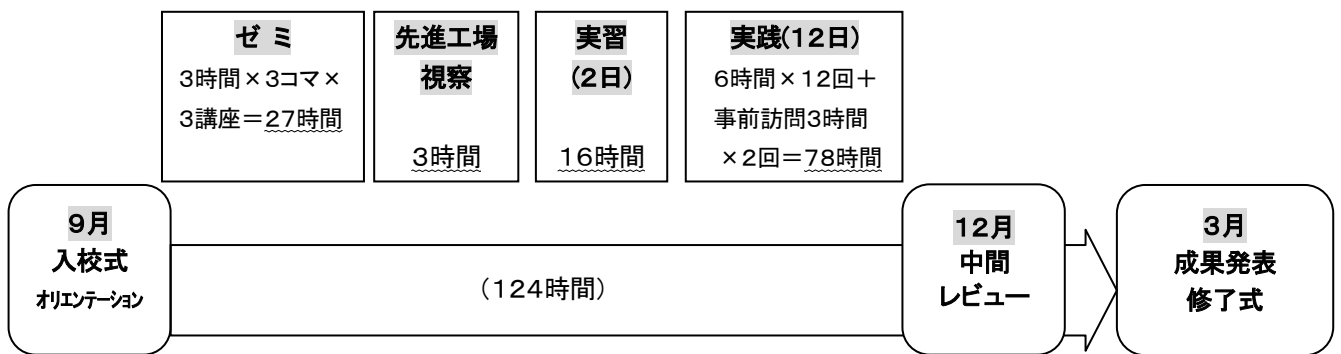 ゼ ミ
3時間×3コマ×
3講座＝27時間
先進工場
視察
3時間
実習
(2日)
16時間
実践(12日)
6時間×12回＋
事前訪問3時間
×2回＝78時間
9月
入校式
オリエンテーション
（124時間）
12月
中間
レビュー
3月
成果発表
修了式